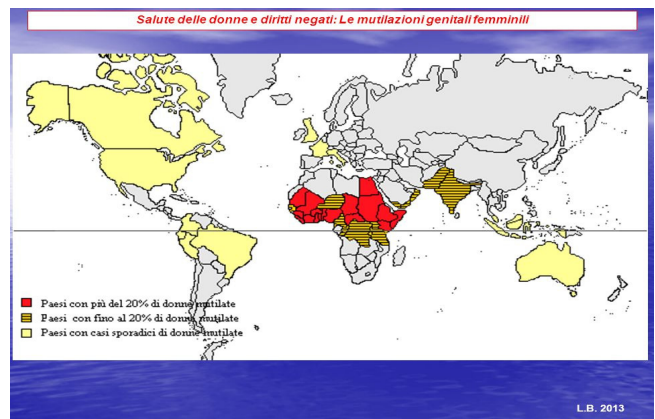 Salute delle donne e diritti negati: Le mutilazioni genitali femminili
Paesi con più del 20% di donne mutilate
Paesi con fino al 20% di donne mutilate
Paesi con casi sporadici di donne mutilate
L.B. 2013